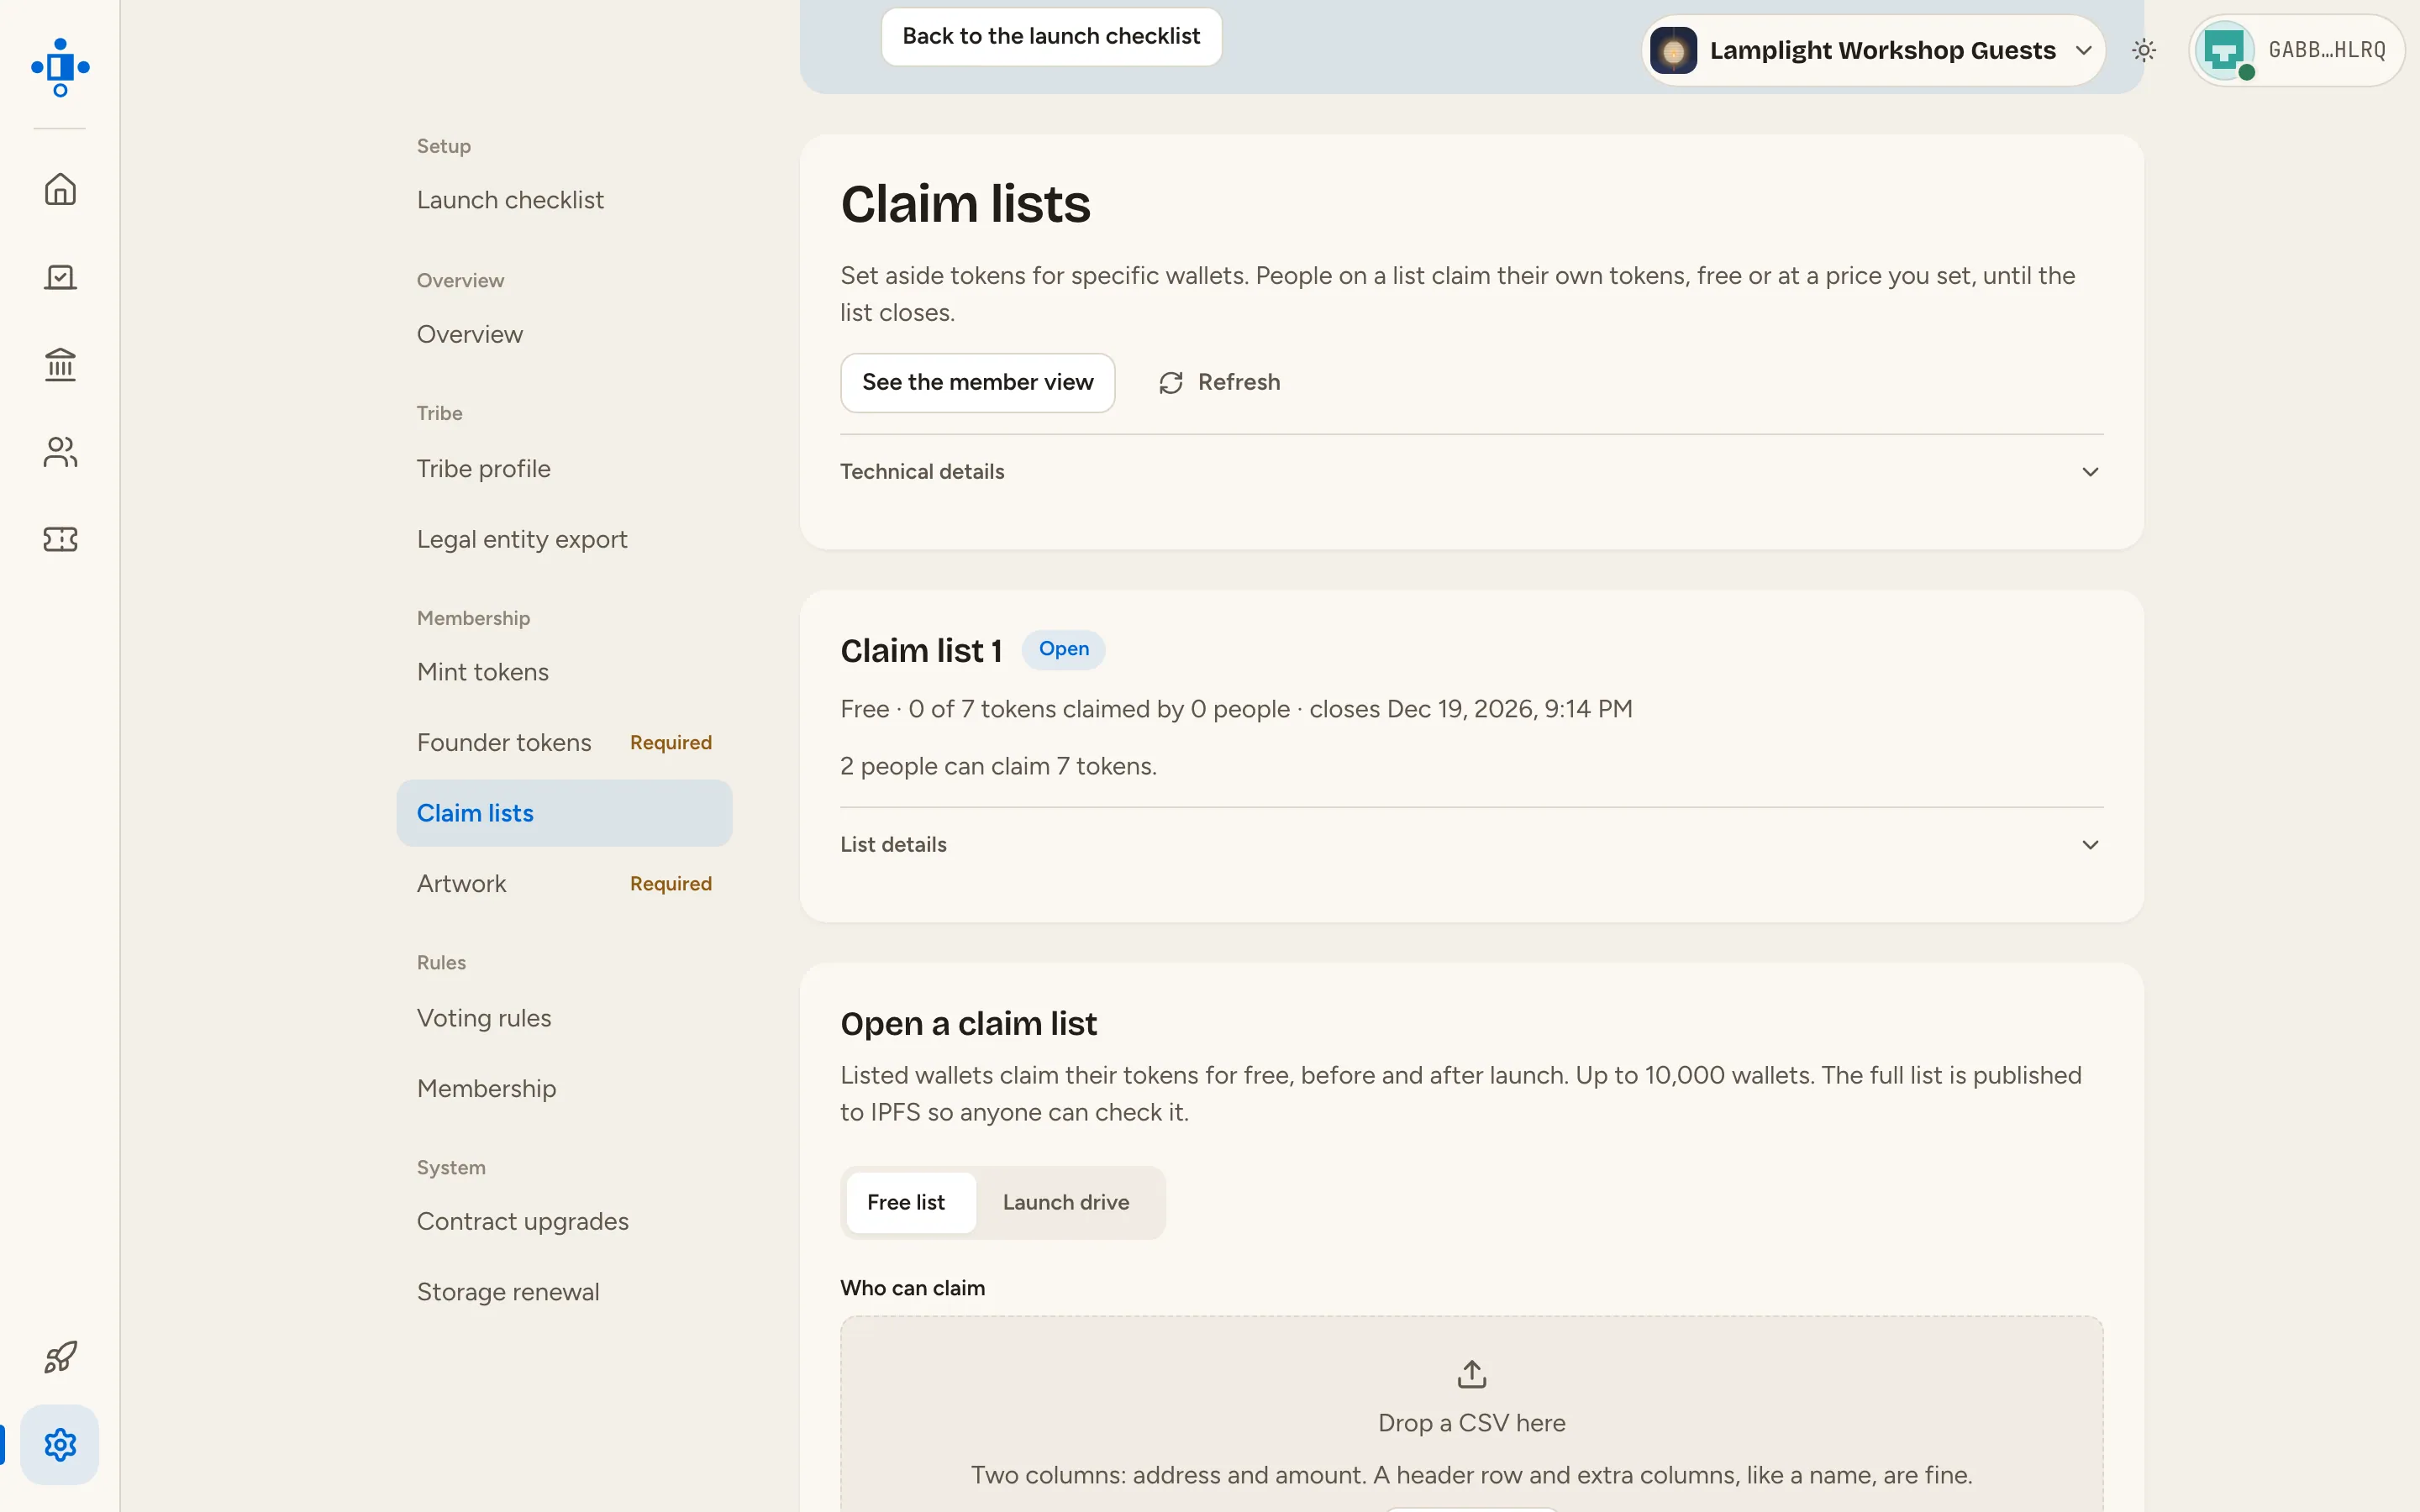 Back to the launch checklist
Lamplight Workshop Guests
GABB...HLRQ
Setup
Launch checklist
Overview
Overview
Tribe
Tribe profile
Legal entity export
Membership
Mint tokens
Founder tokens Required
Claim lists
Artwork Required
Rules
Voting rules
Membership
System
Contract upgrades
Storage renewal
Claim lists
Set aside tokens for specific wallets. People on a list claim their own tokens, free or at a price you set, until the
list closes.
See the member view Refresh
Technical details
Claim list 1 Open
Free · 0 of 7 tokens claimed by 0 people · closes Dec 19, 2026, 9:14 PM
2 people can claim 7 tokens.
List details
Open a claim list
Listed wallets claim their tokens for free, before and after launch. Up to 10,000 wallets. The full list is published
to IPFS so anyone can check it.
Free list Launch drive
Who can claim
Drop a CSV here
Two columns: address and amount. A header row and extra columns, like a name, are fine.